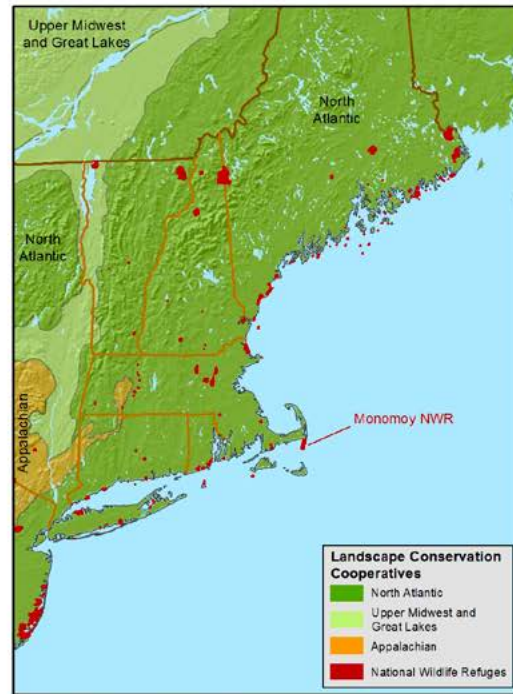 Upper Midwest
and Great Lakes
North
Atlantic
North
Atlantic
Appalachian
Monomoy NWR
Landscape Conservation
Cooperatives
North Atlantic
Upper Midwest and
Great Lakes
Appalachian
National Wildlife Refuges